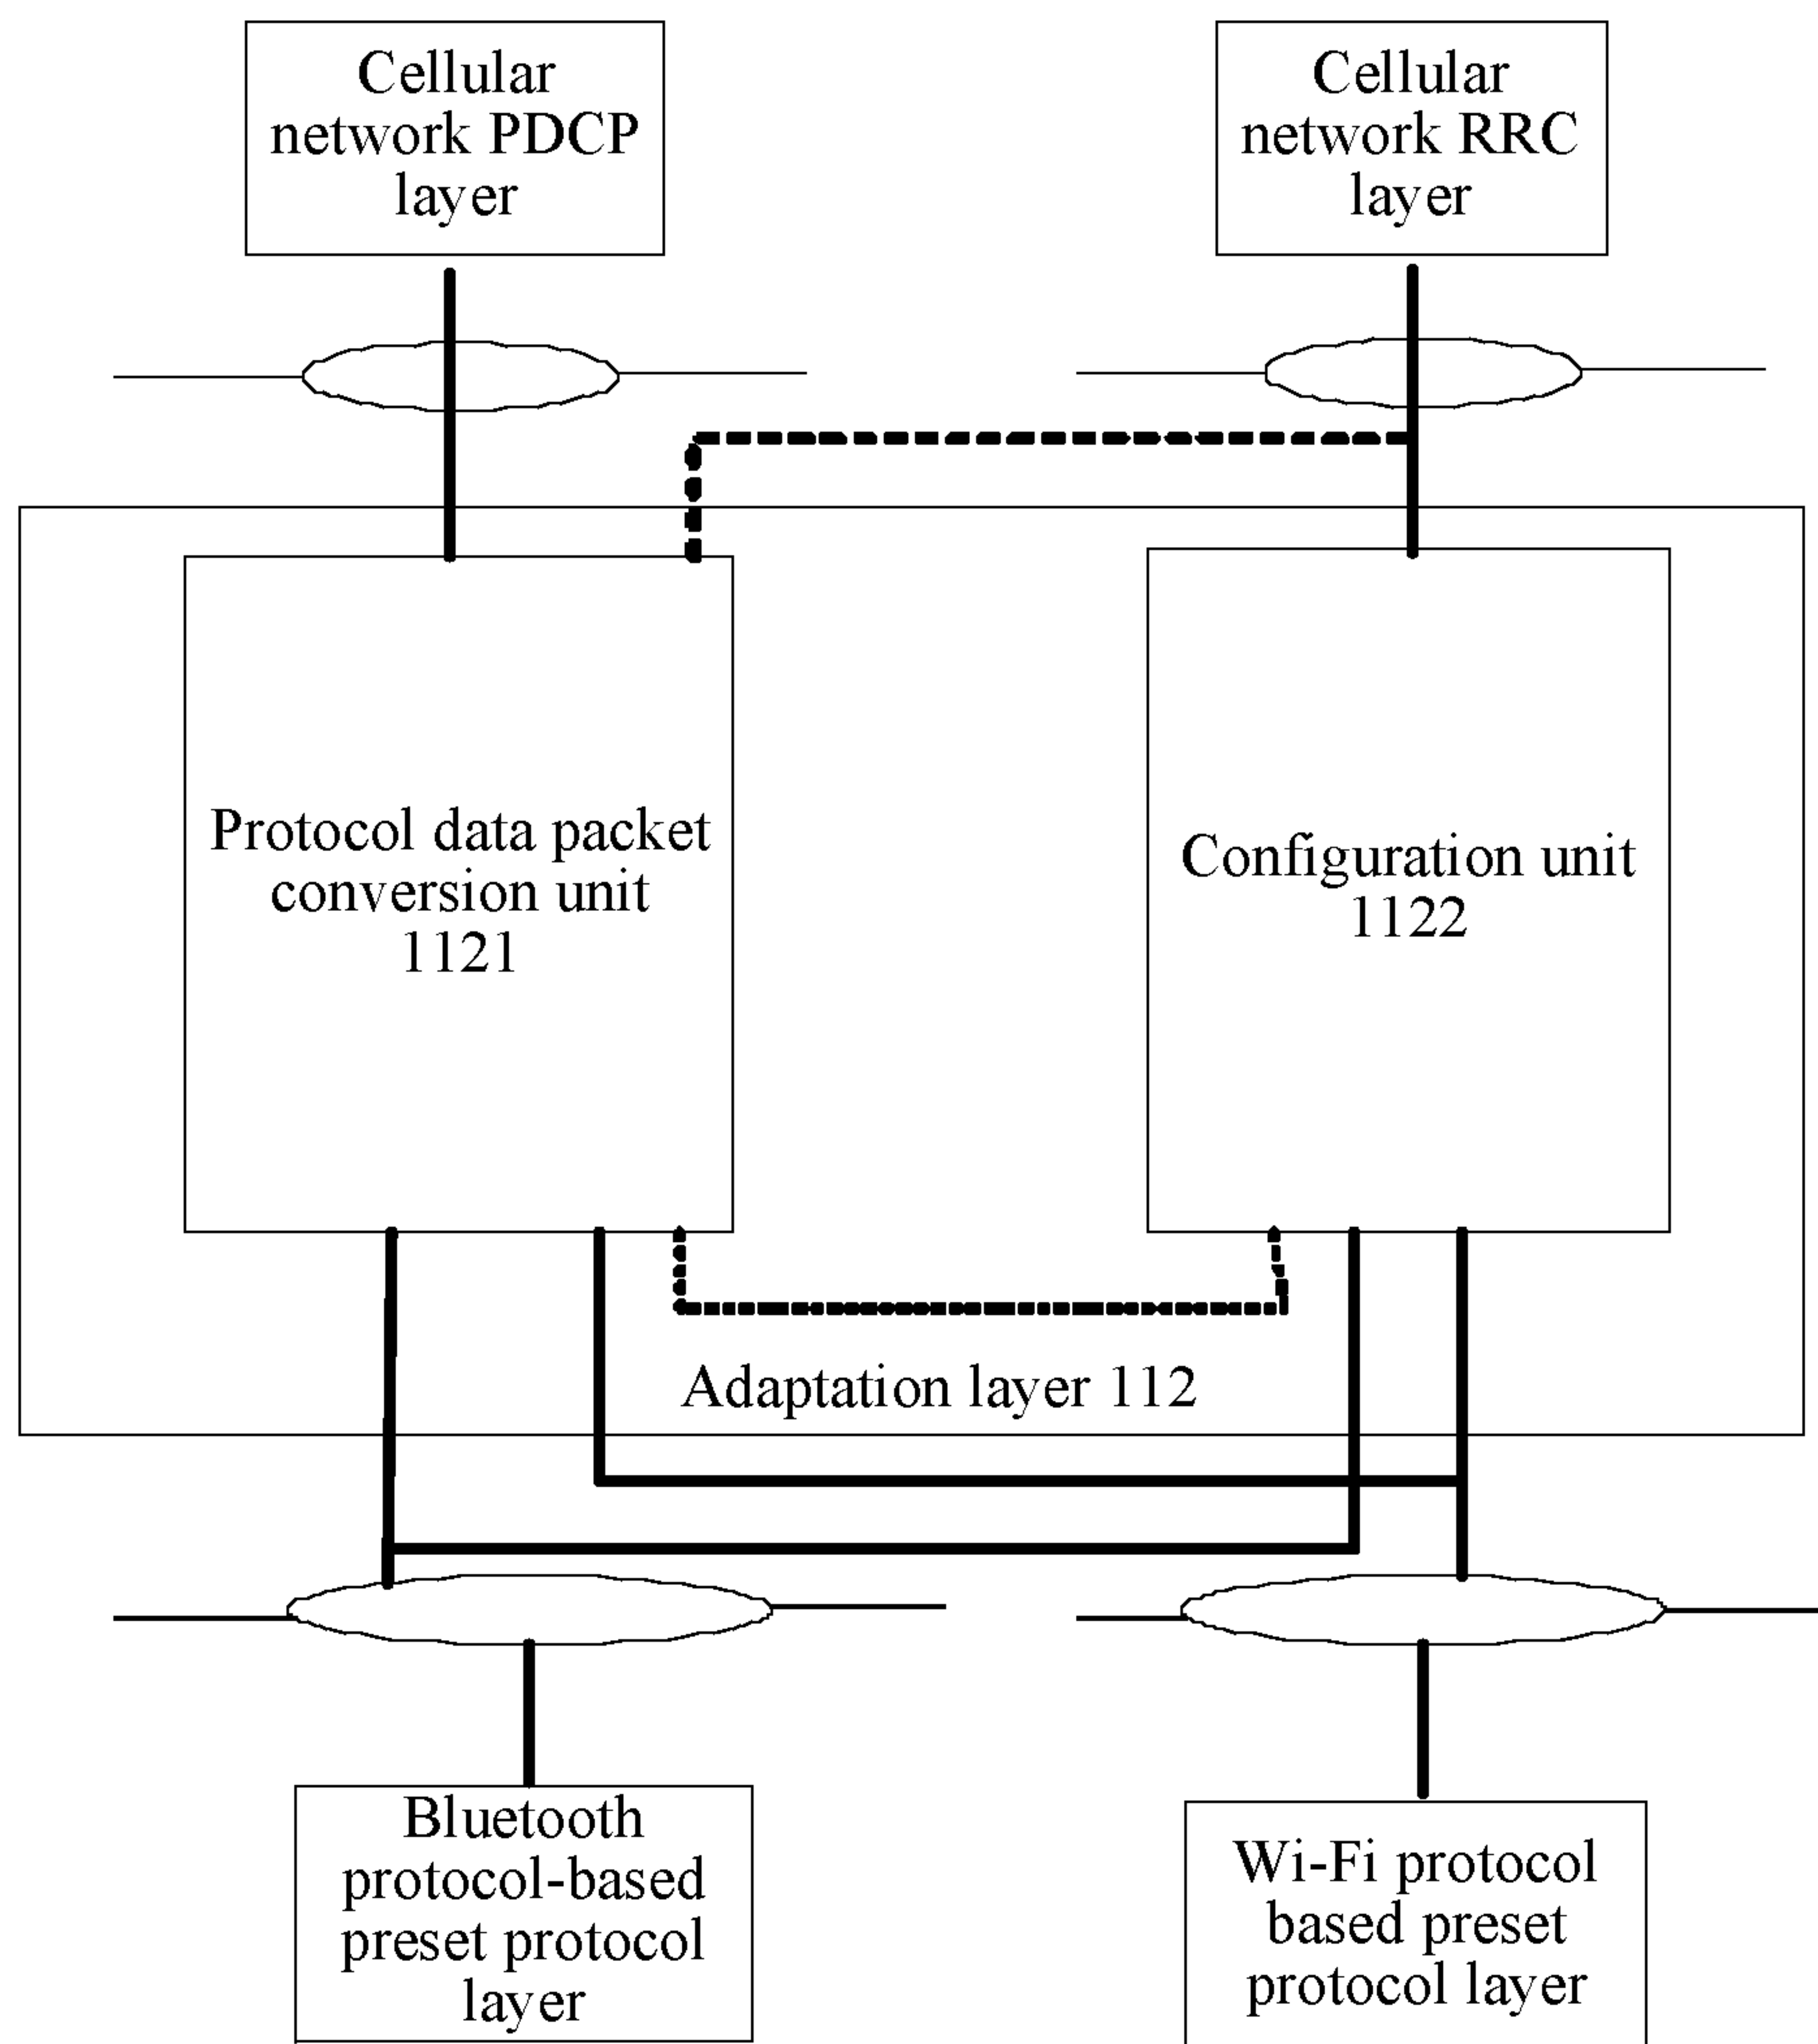 Cellular
network PDCP
layer
Cellular
network RRC
layer
Protocol data packet
conversion unit
1121
Configuration unit
1122
Adaptation layer 112
Bluetooth
protocol-based
preset protocol
layer
Wi-Fi protocol
based preset
protocol layer